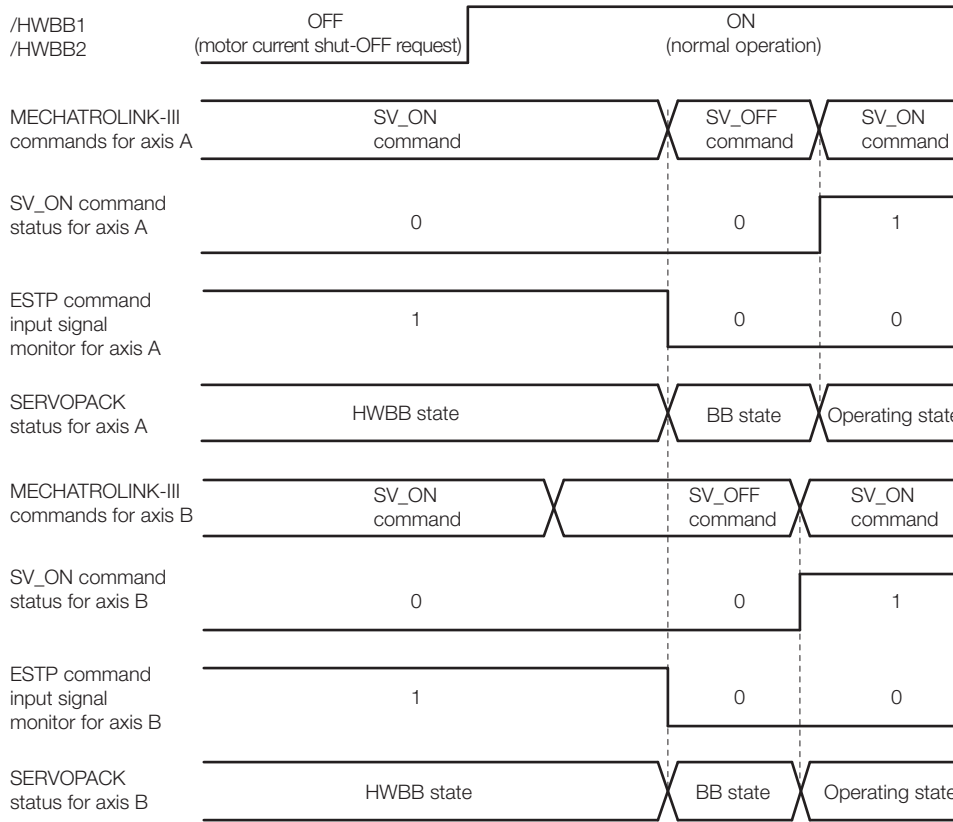 /HWBB1
/HWBB2
OFF
(motor current shut-OFF request)
ON
(normal operation)
MECHATROLINK-III
commands for axis A
SV_ON
command
SV_OFF
command
SV_ON
command
SV_ON command
status for axis A
0
0
1
ESTP command
input signal
monitor for axis A
1
0
0
SERVOPACK
status for axis A
HWBB state
BB state
Operating state
MECHATROLINK-III
commands for axis B
SV_ON
command
SV_OFF
command
SV_ON
command
SV_ON command
status for axis B
0
0
1
ESTP command
input signal
monitor for axis B
1
0
0
SERVOPACK
status for axis B
HWBB state
BB state
Operating state